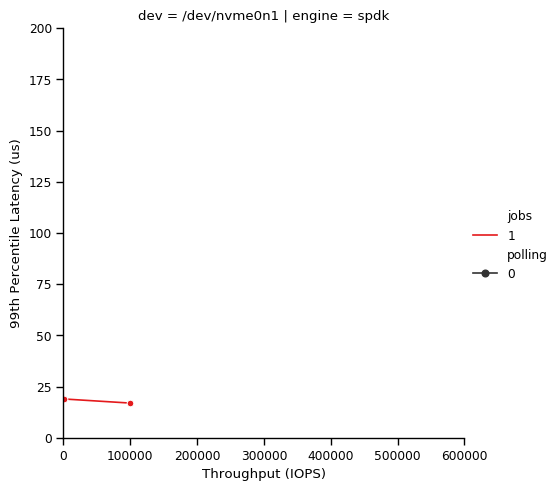 dev = /dev/nvme0n1 | engine = spdk
200
175
150
125
100
75
50
25
0
99th Percentile Latency (us)
0 100000 200000 300000 400000 500000 600000
Throughput (IOPS)
jobs
1
polling
0